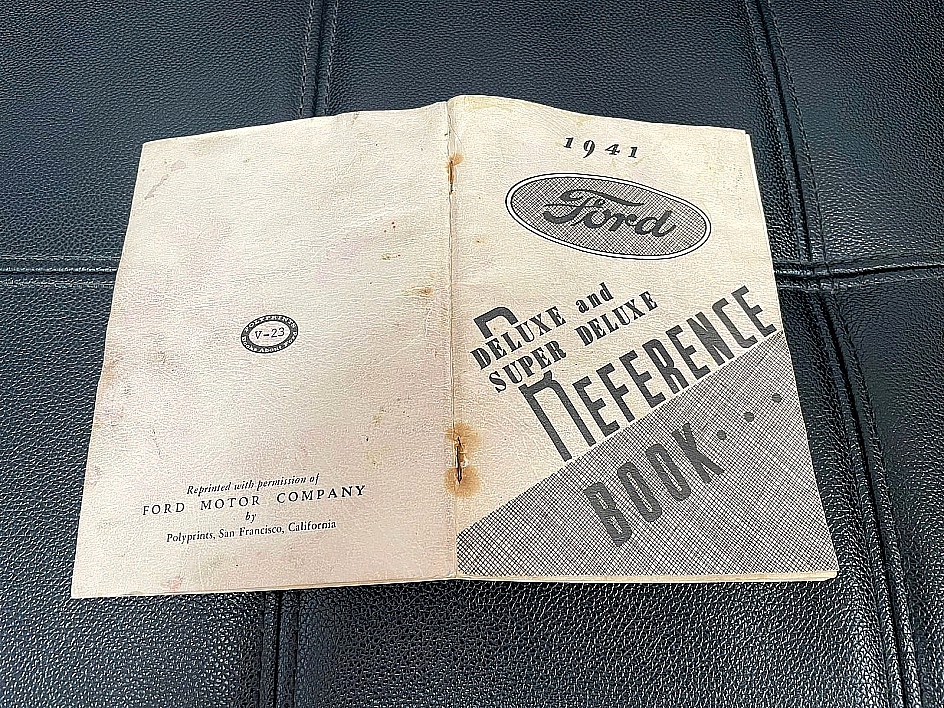 1941
Ford
DELUXE and
SUPER DELUXE
REFERENCE
BOOK...
POLYPRINTS
V-23
Reprinted with permission of
FORD MOTOR COMPANY
by
Polyprints, San Francisco, California